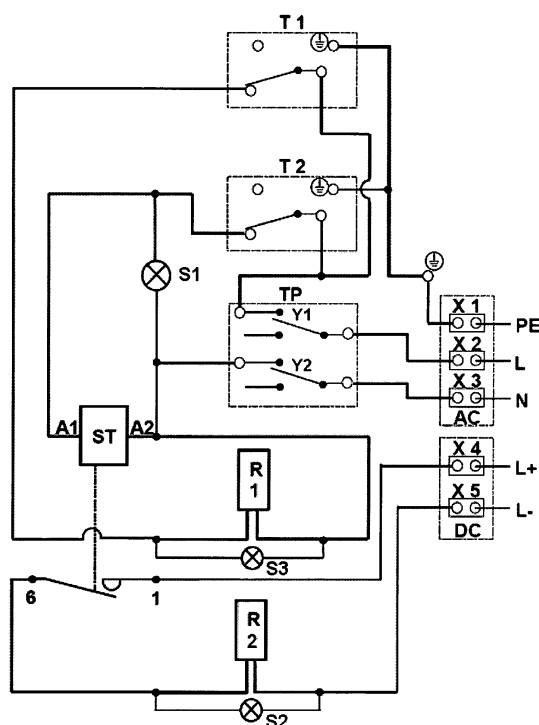 T 1
T 2
S1
TP
Y1
Y2
X 1
PE
X 2
L
X 3
N
AC
A1
ST
A2
X 4
L+
X 5
L-
DC
R
1
S3
6
1
R
2
S2